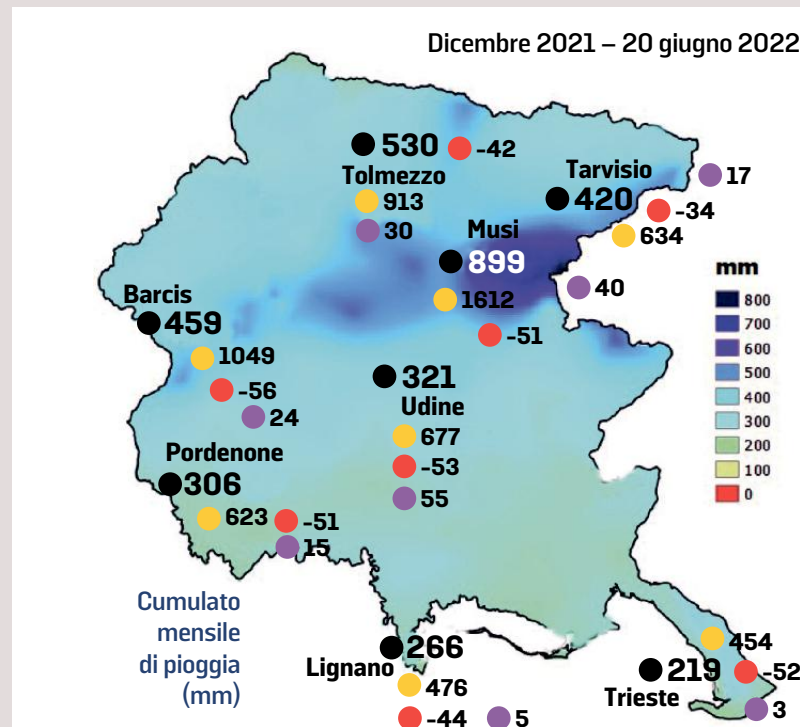 Dicembre 2021 – 20 giugno 2022
530
-42
Tolmezzo
913
30
Tarvisio
420
17
-34
634
Musi
899
1612
-51
40
mm
800
700
600
500
400
300
200
100
0
Barcis
459
1049
-56
24
321
Udine
677
-53
55
Pordenone
306
623
-51
15
Cumulato
mensile
di pioggia
(mm)
266
Lignano
476
-44
5
454
219
-52
Trieste
3